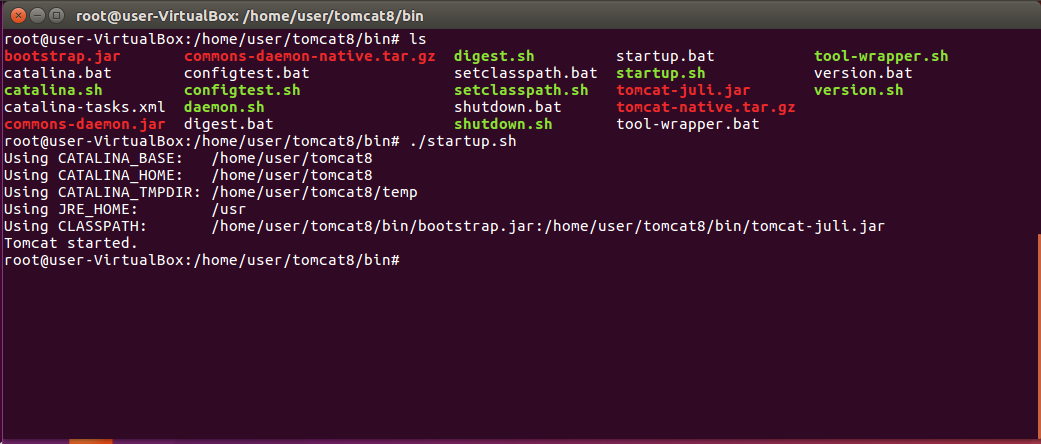 root@user-VirtualBox: /home/user/tomcat8/bin
root@user-VirtualBox:/home/user/tomcat8/bin# ls
bootstrap.jar       commons-daemon-native.tar.gz  digest.sh         startup.bat           tool-wrapper.sh
catalina.bat        configtest.bat                setclasspath.bat  startup.sh            version.bat
catalina.sh         configtest.sh                 setclasspath.sh   tomcat-juli.jar       version.sh
catalina-tasks.xml  daemon.sh                     shutdown.bat      tomcat-native.tar.gz
commons-daemon.jar  digest.bat                    shutdown.sh       tool-wrapper.bat
root@user-VirtualBox:/home/user/tomcat8/bin# ./startup.sh
Using CATALINA_BASE:   /home/user/tomcat8
Using CATALINA_HOME:   /home/user/tomcat8
Using CATALINA_TMPDIR: /home/user/tomcat8/temp
Using JRE_HOME:        /usr
Using CLASSPATH:       /home/user/tomcat8/bin/bootstrap.jar:/home/user/tomcat8/bin/tomcat-juli.jar
Tomcat started.
root@user-VirtualBox:/home/user/tomcat8/bin#